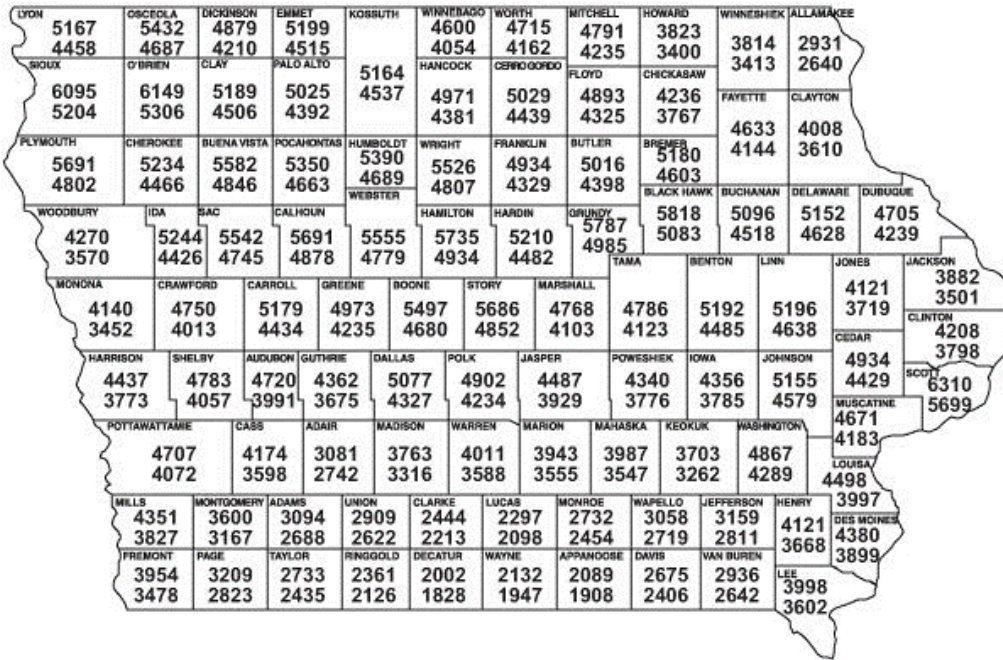 LYON
5167
4458
OSCEOLA
5432
4687
DICKINSON
4879
4210
EMMET
5199
4515
KOSSUTH
5164
4537
WINNEBAGO
4600
4054
WORTH
4715
4162
MITCHELL
4791
4235
HOWARD
3823
3400
WINNESHIEK
3814
3413
ALLAMAKEE
2931
2640
SIOUX
6095
5204
O'BRIEN
6149
5306
CLAY
5189
4506
PALO ALTO
5025
4392
HANCOCK
4971
4381
CERRO GORDO
5029
4439
FLOYD
4893
4325
CHICKASAW
4236
3767
FAYETTE
4633
4144
CLAYTON
4008
3610
PLYMOUTH
5691
4802
CHEROKEE
5234
4466
BUENA VISTA
5582
4846
POCAHONTAS
5350
4663
HUMBOLDT
5390
4689
WRIGHT
5526
4807
FRANKLIN
4934
4329
BUTLER
5016
4398
BREMER
5180
4603
WEBSTER
5555
4779
BLACK HAWK
5818
5083
BUCHANAN
5096
4518
DELAWARE
5152
4628
DUBUQUE
4705
4239
WOODBURY
4270
3570
IDA
5244
4426
SAC
5542
4745
CALHOUN
5691
4878
HAMILTON
5735
4934
HARDIN
5210
4482
GRUNDY
5787
4985
TAMA
4786
4123
BENTON
5192
4485
LINN
5196
4638
JONES
4121
3719
JACKSON
3882
3501
MONONA
4140
3452
CRAWFORD
4750
4013
CARROLL
5179
4434
GREENE
4973
4235
BOONE
5497
4680
STORY
5686
4852
MARSHALL
4768
4103
CLINTON
4208
3798
CEDAR
4934
4429
HARRISON
4437
3773
SHELBY
4783
4057
AUDUBON
4720
3991
GUTHRIE
4362
3675
DALLAS
5077
4327
POLK
4902
4234
JASPER
4487
3929
POWESHIEK
4340
3776
IOWA
4356
3785
JOHNSON
5155
4579
SCOTT
6310
5699
MUSCATINE
4671
4183
POTTAWATTAMIE
4707
4072
CASS
4174
3598
ADAIR
3081
2742
MADISON
3763
3316
WARREN
4011
3588
MARION
3943
3555
MAHASKA
3987
3547
KEOKUK
3703
3262
WASHINGTON
4867
4289
LOUISA
4498
3997
MILLS
4351
3827
MONTGOMERY
3600
3167
ADAMS
3094
2688
UNION
2909
2622
CLARKE
2444
2213
LUCAS
2297
2098
MONROE
2732
2454
WAPELLO
3058
2719
JEFFERSON
3159
2811
HENRY
4121
3668
DES MOINES
4380
3899
FREMONT
3954
3478
PAGE
3209
2823
TAYLOR
2733
2435
RINGGOLD
2361
2126
DECATUR
2002
1828
WAYNE
2132
1947
APPANOOSE
2089
1908
DAVIS
2675
2406
VAN BUREN
2936
2642
LEE
3998
3602